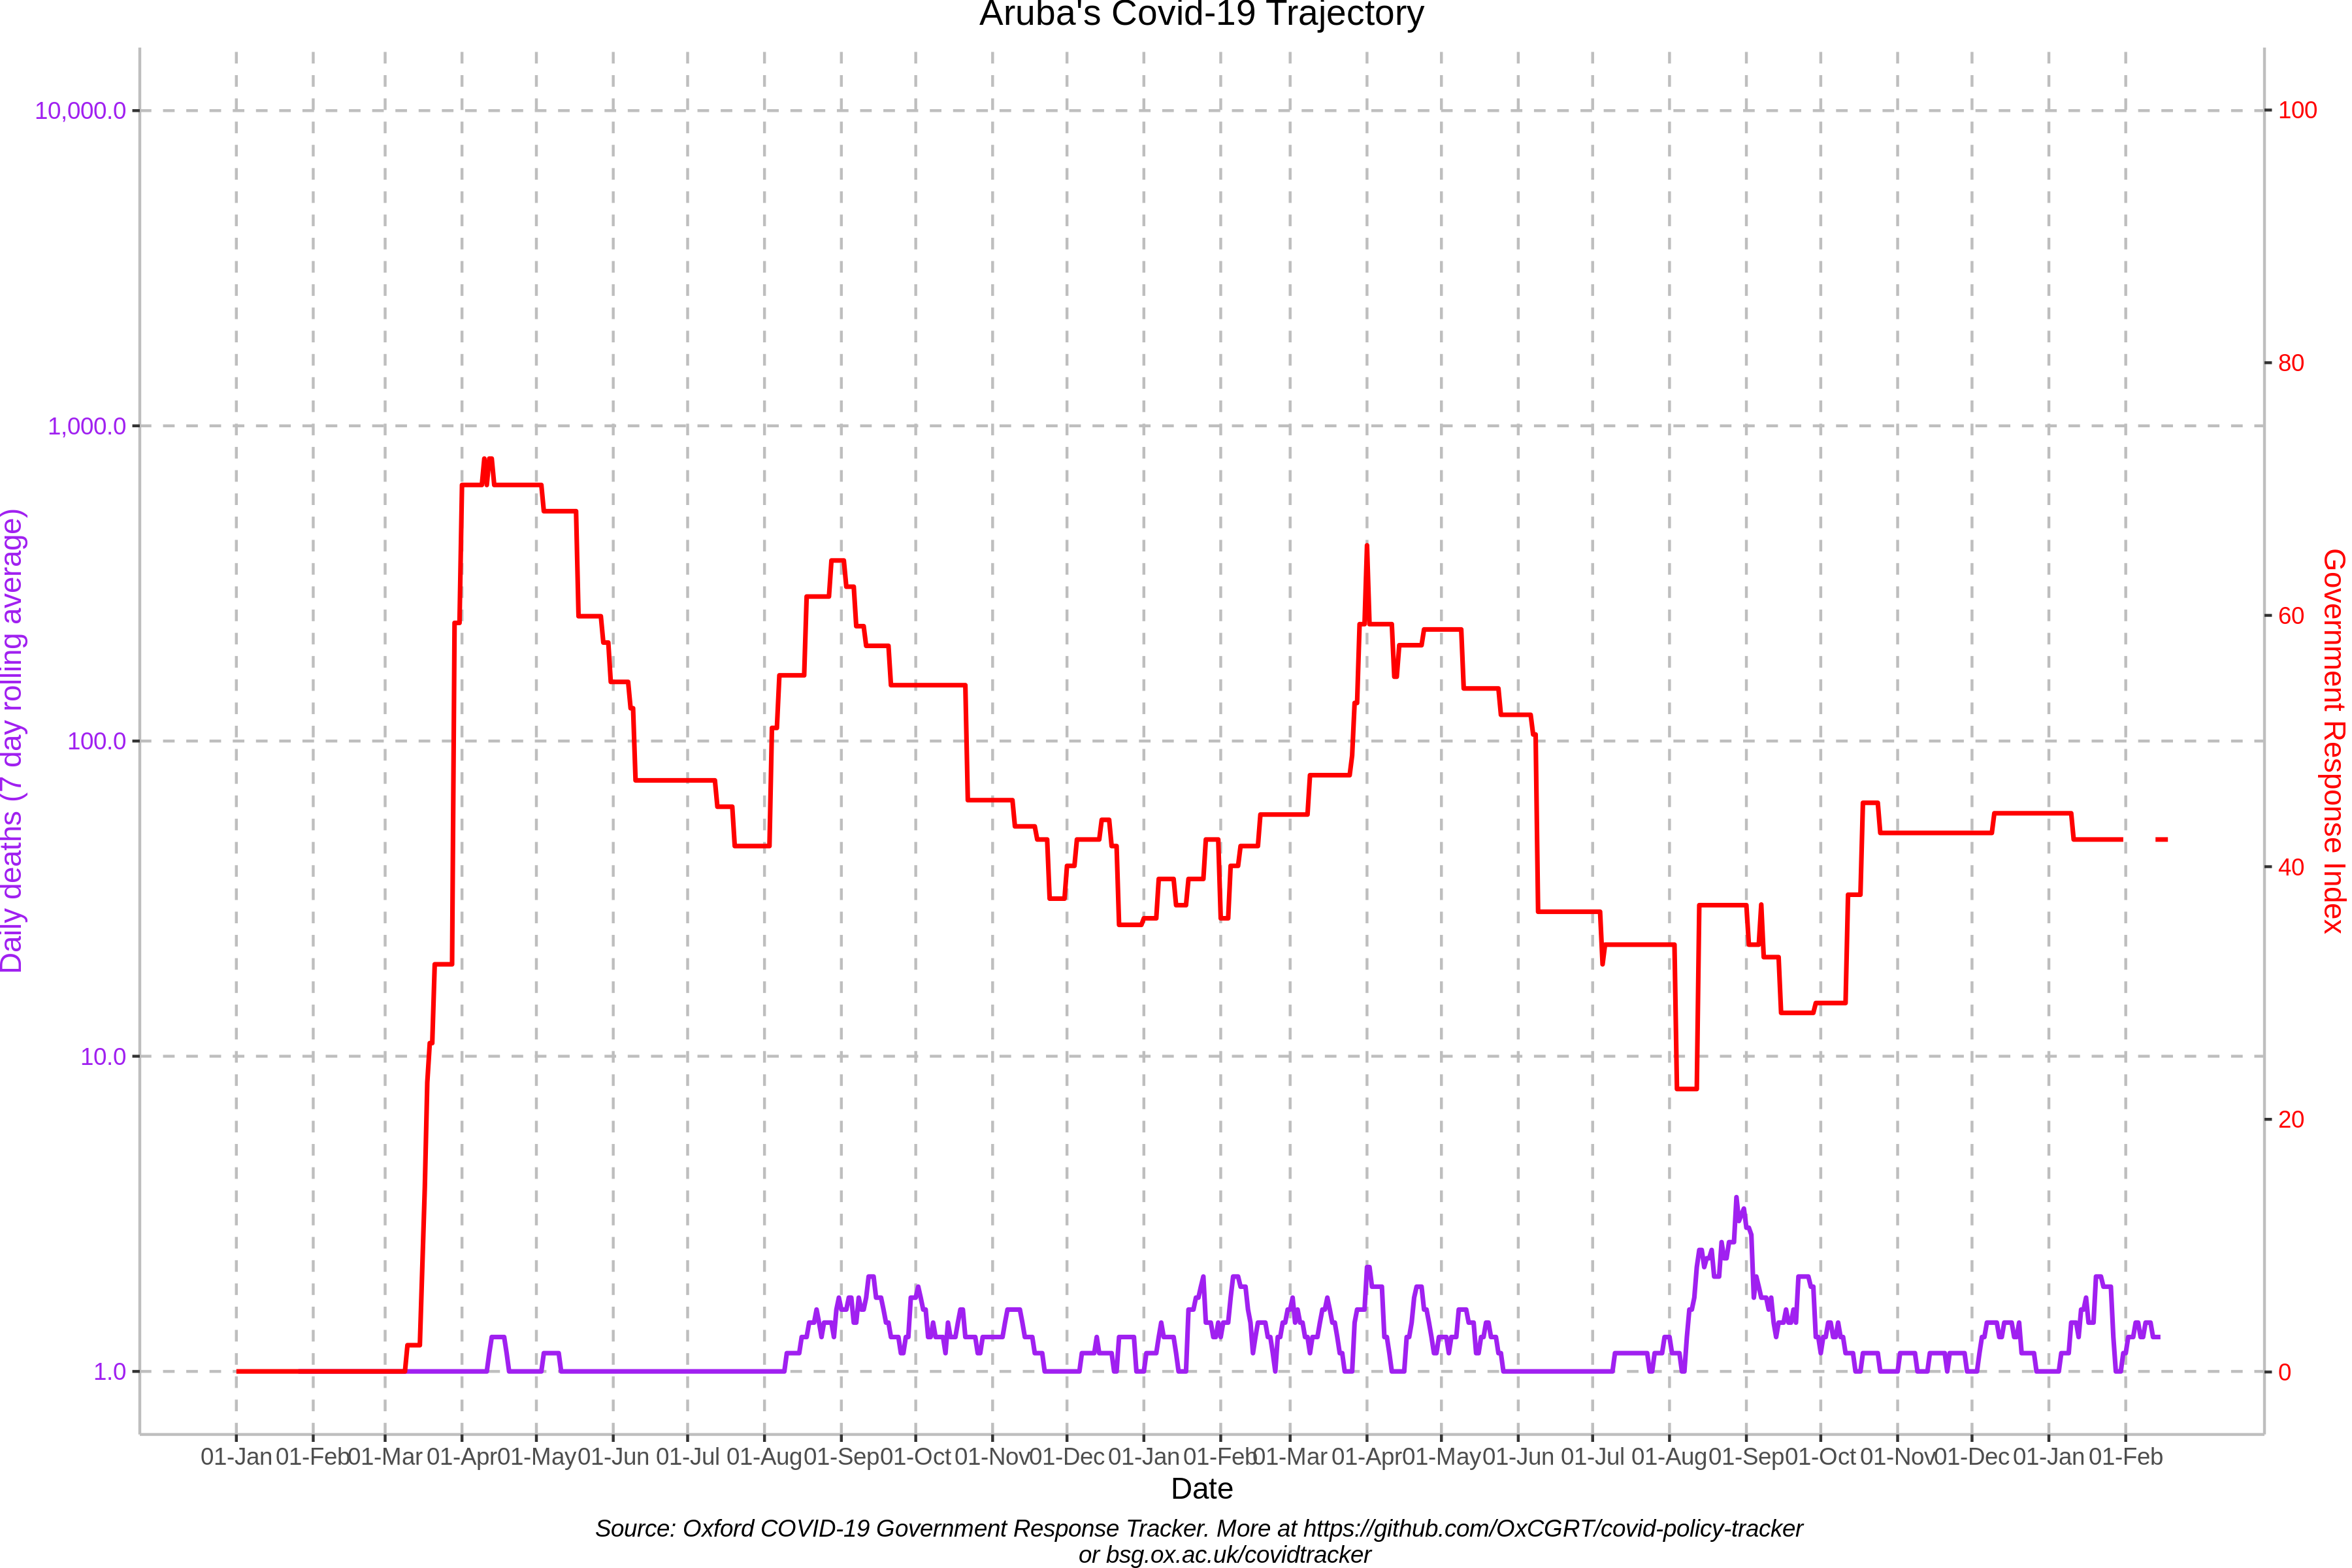 Aruba's Covid-19 Trajectory
10,000.0
1,000.0
100.0
10.0
1.0
Daily deaths (7 day rolling average)
100
80
60
40
20
0
Government Response Index
01-Jan 01-Feb 01-Mar 01-Apr 01-May 01-Jun 01-Jul 01-Aug 01-Sep 01-Oct 01-Nov 01-Dec 01-Jan 01-Feb 01-Mar 01-Apr 01-May 01-Jun 01-Jul 01-Aug 01-Sep 01-Oct 01-Nov 01-Dec 01-Jan 01-Feb
Date
Source: Oxford COVID-19 Government Response Tracker. More at https://github.com/OxCGRT/covid-policy-tracker
or bsg.ox.ac.uk/covidtracker